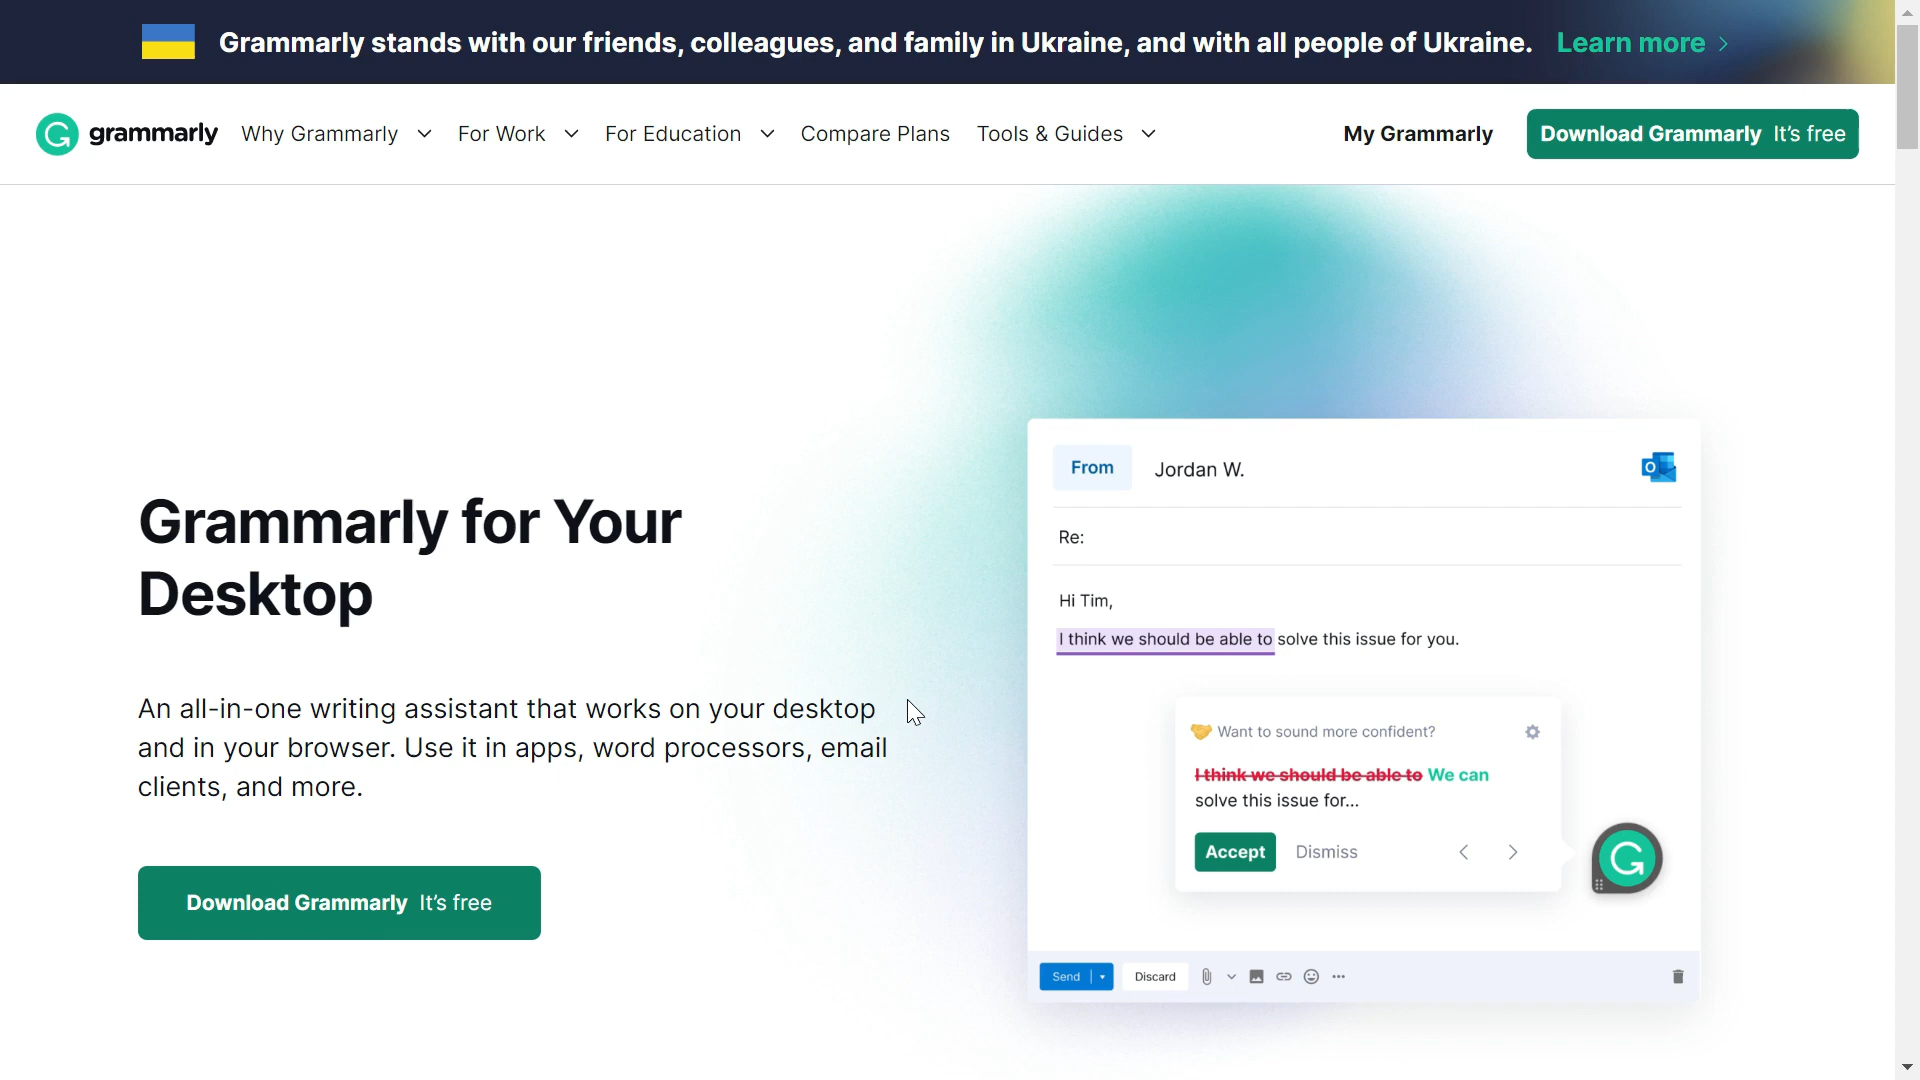 Grammarly stands with our friends, colleagues, and family in Ukraine, and with all people of Ukraine. Learn more
grammarly Why Grammarly For Work For Education Compare Plans Tools & Guides My Grammarly Download Grammarly It's free
Grammarly for Your
Desktop
An all-in-one writing assistant that works on your desktop
and in your browser. Use it in apps, word processors, email
clients, and more.
Download Grammarly It's free
From Jordan W.
Re:
Hi Tim,
I think we should be able to solve this issue for you.
Want to sound more confident?
I think we should be able to We can
solve this issue for...
Accept Dismiss
Send Discard